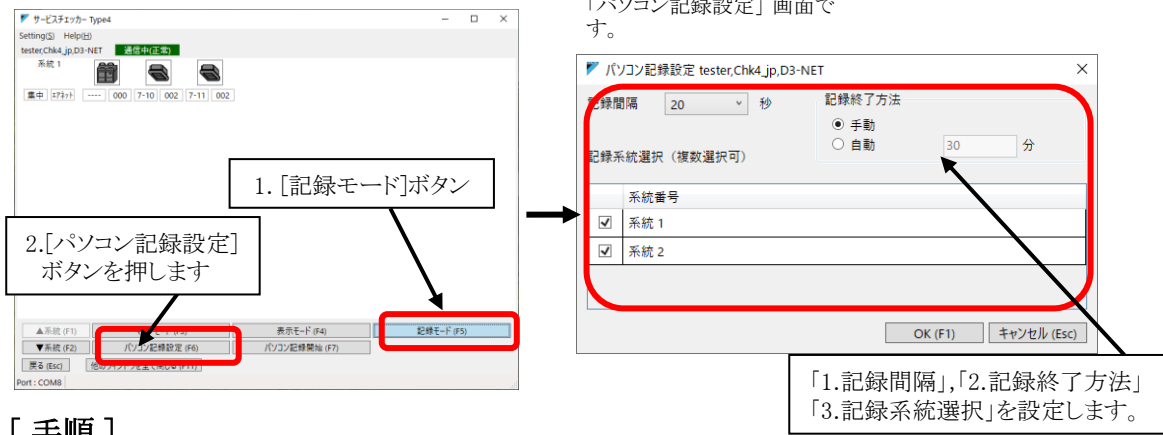 サービスチェッカー Type4
Setting(S) Help(H)
tester,Chk4_jp,D3-NET 通信中(正常)
系統 1
集中 ｴｱﾈｯﾄ ---- 000 7-10 002 7-11 002
1. [記録モード]ボタン
2.[パソコン記録設定]
ボタンを押します
▲系統 (F1) 表示モード (F4) 記録モード (F5)
▼系統 (F2) パソコン記録設定 (F6) パソコン記録開始 (F7)
戻る (Esc)
Port : COM8
「パソコン記録設定」画面で
す。
パソコン記録設定 tester,Chk4_jp,D3-NET
記録間隔 20 秒
記録終了方法
手動
自動 30 分
記録系統選択（複数選択可）
系統番号
系統 1
系統 2
OK (F1) キャンセル (Esc)
「1.記録間隔」,「2.記録終了方法」
「3.記録系統選択」を設定します。
[ 手順 ]